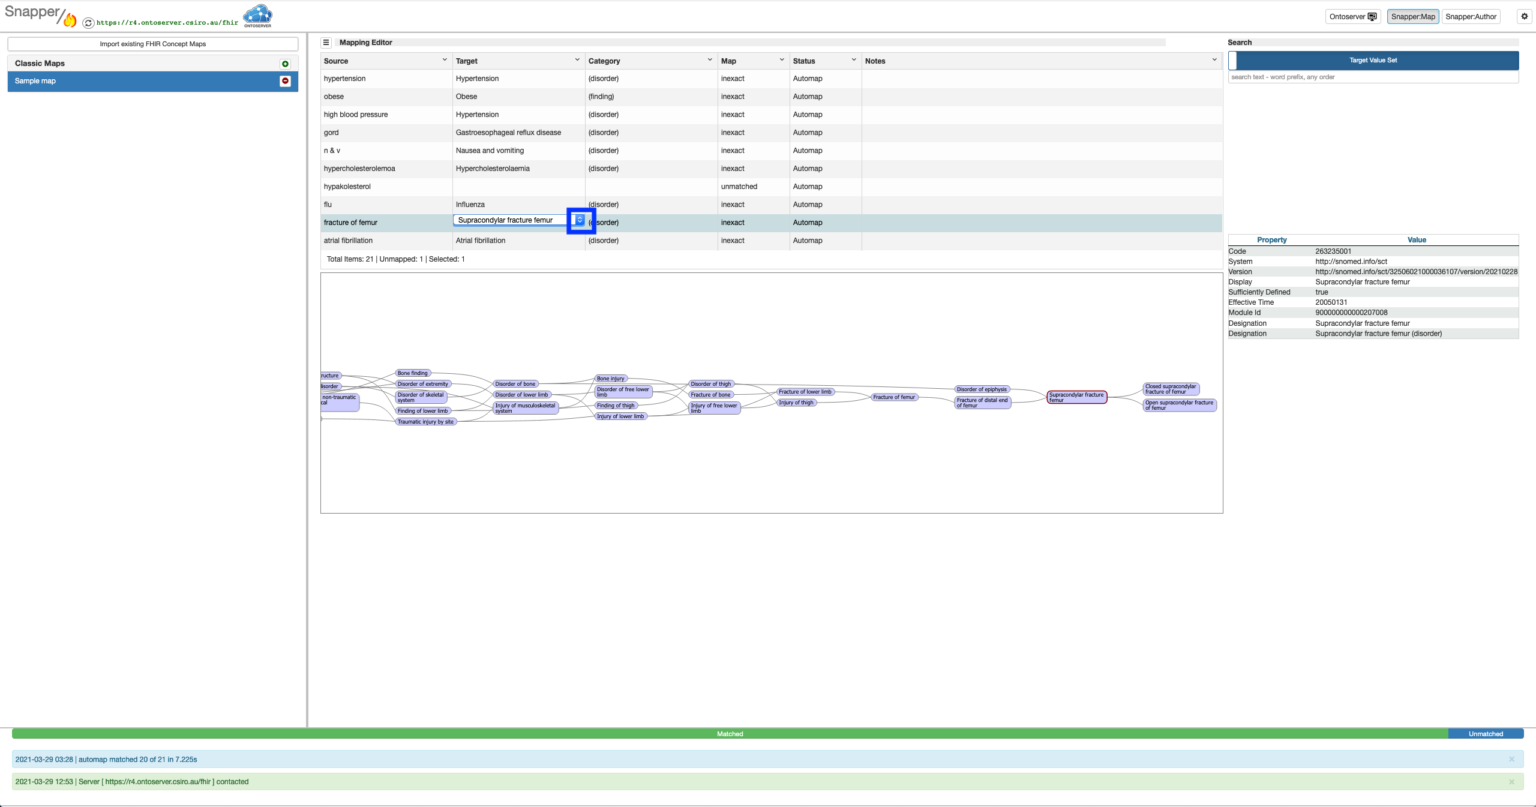 Snapper
https://r4.ontoserver.csiro.au/fhir
ONTOSERVER
Ontoserver
Snapper:Map
Snapper:Author
Import existing FHIR Concept Maps
Classic Maps
Sample map
Mapping Editor
Source Target Category Map Status Notes
hypertension Hypertension (disorder) inexact Automap
obese Obese (finding) inexact Automap
high blood pressure Hypertension (disorder) inexact Automap
gord Gastroesophageal reflux disease (disorder) inexact Automap
n & v Nausea and vomiting (disorder) inexact Automap
hypercholesterolemoa Hypercholesterolaemia (disorder) inexact Automap
hypakolesterol unmatched Automap
flu Influenza (disorder) inexact Automap
fracture of femur Supracondylar fracture femur sorder) inexact Automap
atrial fibrillation Atrial fibrillation (disorder) inexact Automap
Total Items: 21 | Unmapped: 1 | Selected: 1
ructure
isorder
non-traumatic
cal
Bone finding
Disorder of extremity
Disorder of skeletal
system
Finding of lower limb
Traumatic injury by site
Disorder of bone
Disorder of lower limb
Injury of musculoskeletal
system
Bone injury
Disorder of free lower
limb
Finding of thigh
Injury of lower limb
Disorder of thigh
Fracture of bone
Injury of free lower
limb
Fracture of lower limb
Injury of thigh
Fracture of femur
Disorder of epiphysis
Fracture of distal end
of femur
Supracondylar fracture
femur
Closed supracondylar
fracture of femur
Open supracondylar fracture
of femur
Search
Target Value Set
search text - word prefix, any order
Property Value
Code 263235001
System http://snomed.info/sct
Version http://snomed.info/sct/32506021000036107/version/20210228
Display Supracondylar fracture femur
Sufficiently Defined true
Effective Time 20050131
Module Id 900000000000207008
Designation Supracondylar fracture femur
Designation Supracondylar fracture femur (disorder)
Matched
Unmatched
2021-03-29 03:28 | automap matched 20 of 21 in 7.225s
2021-03-29 12:53 | Server [ https://r4.ontoserver.csiro.au/fhir ] contacted